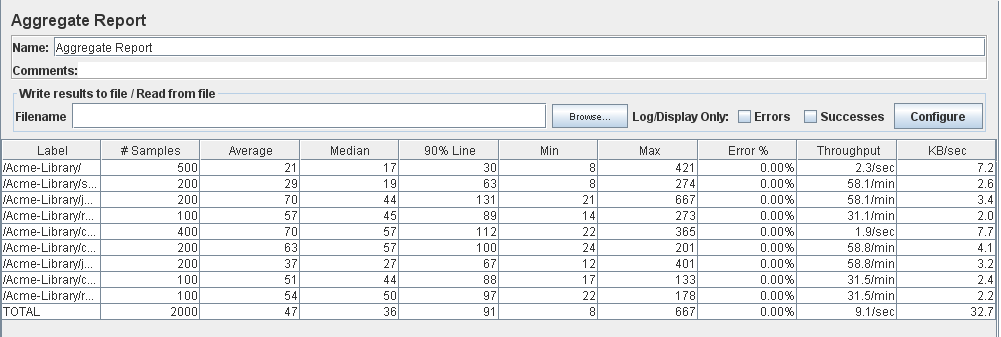 Aggregate Report
Name: Aggregate Report
Comments:
Write results to file / Read from file
Filename Browse... Log/Display Only: Errors Successes Configure
Label # Samples Average Median 90% Line Min Max Error % Throughput KB/sec
/Acme-Library/ 500 21 17 30 8 421 0.00% 2.3/sec 7.2
/Acme-Library/s... 200 29 19 63 8 274 0.00% 58.1/min 2.6
/Acme-Library/j... 200 70 44 131 21 667 0.00% 58.1/min 3.4
/Acme-Library/r... 100 57 45 89 14 273 0.00% 31.1/min 2.0
/Acme-Library/c... 400 70 57 112 22 365 0.00% 1.9/sec 7.7
/Acme-Library/c... 200 63 57 100 24 201 0.00% 58.8/min 4.1
/Acme-Library/j... 200 37 27 67 12 401 0.00% 58.8/min 3.2
/Acme-Library/c... 100 51 44 88 17 133 0.00% 31.5/min 2.4
/Acme-Library/r... 100 54 50 97 22 178 0.00% 31.5/min 2.2
TOTAL 2000 47 36 91 8 667 0.00% 9.1/sec 32.7